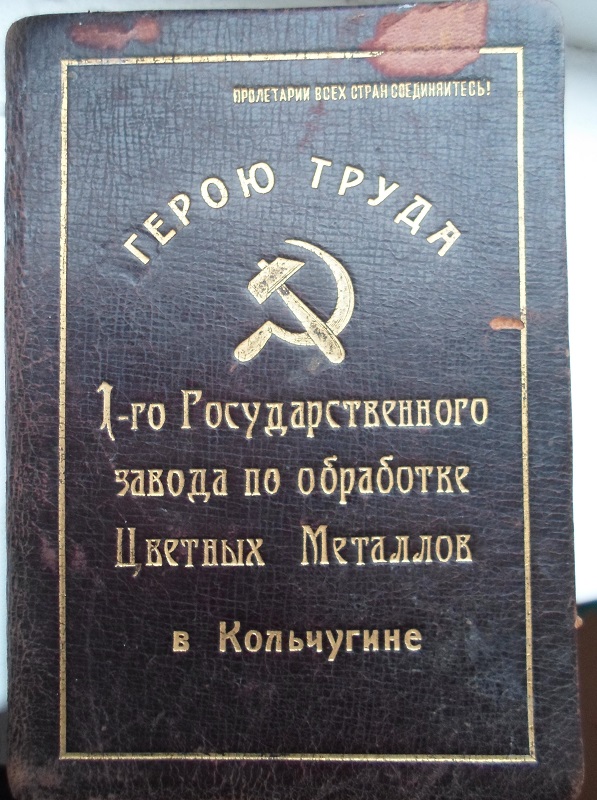 ПРОЛЕТАРИИ ВСЕХ СТРАН СОЕДИНЯЙТЕСЬ!
ГЕРОЮ ТРУДА
1-го Государственного
завода по обработке
Цветных Металлов
в Кольчугине